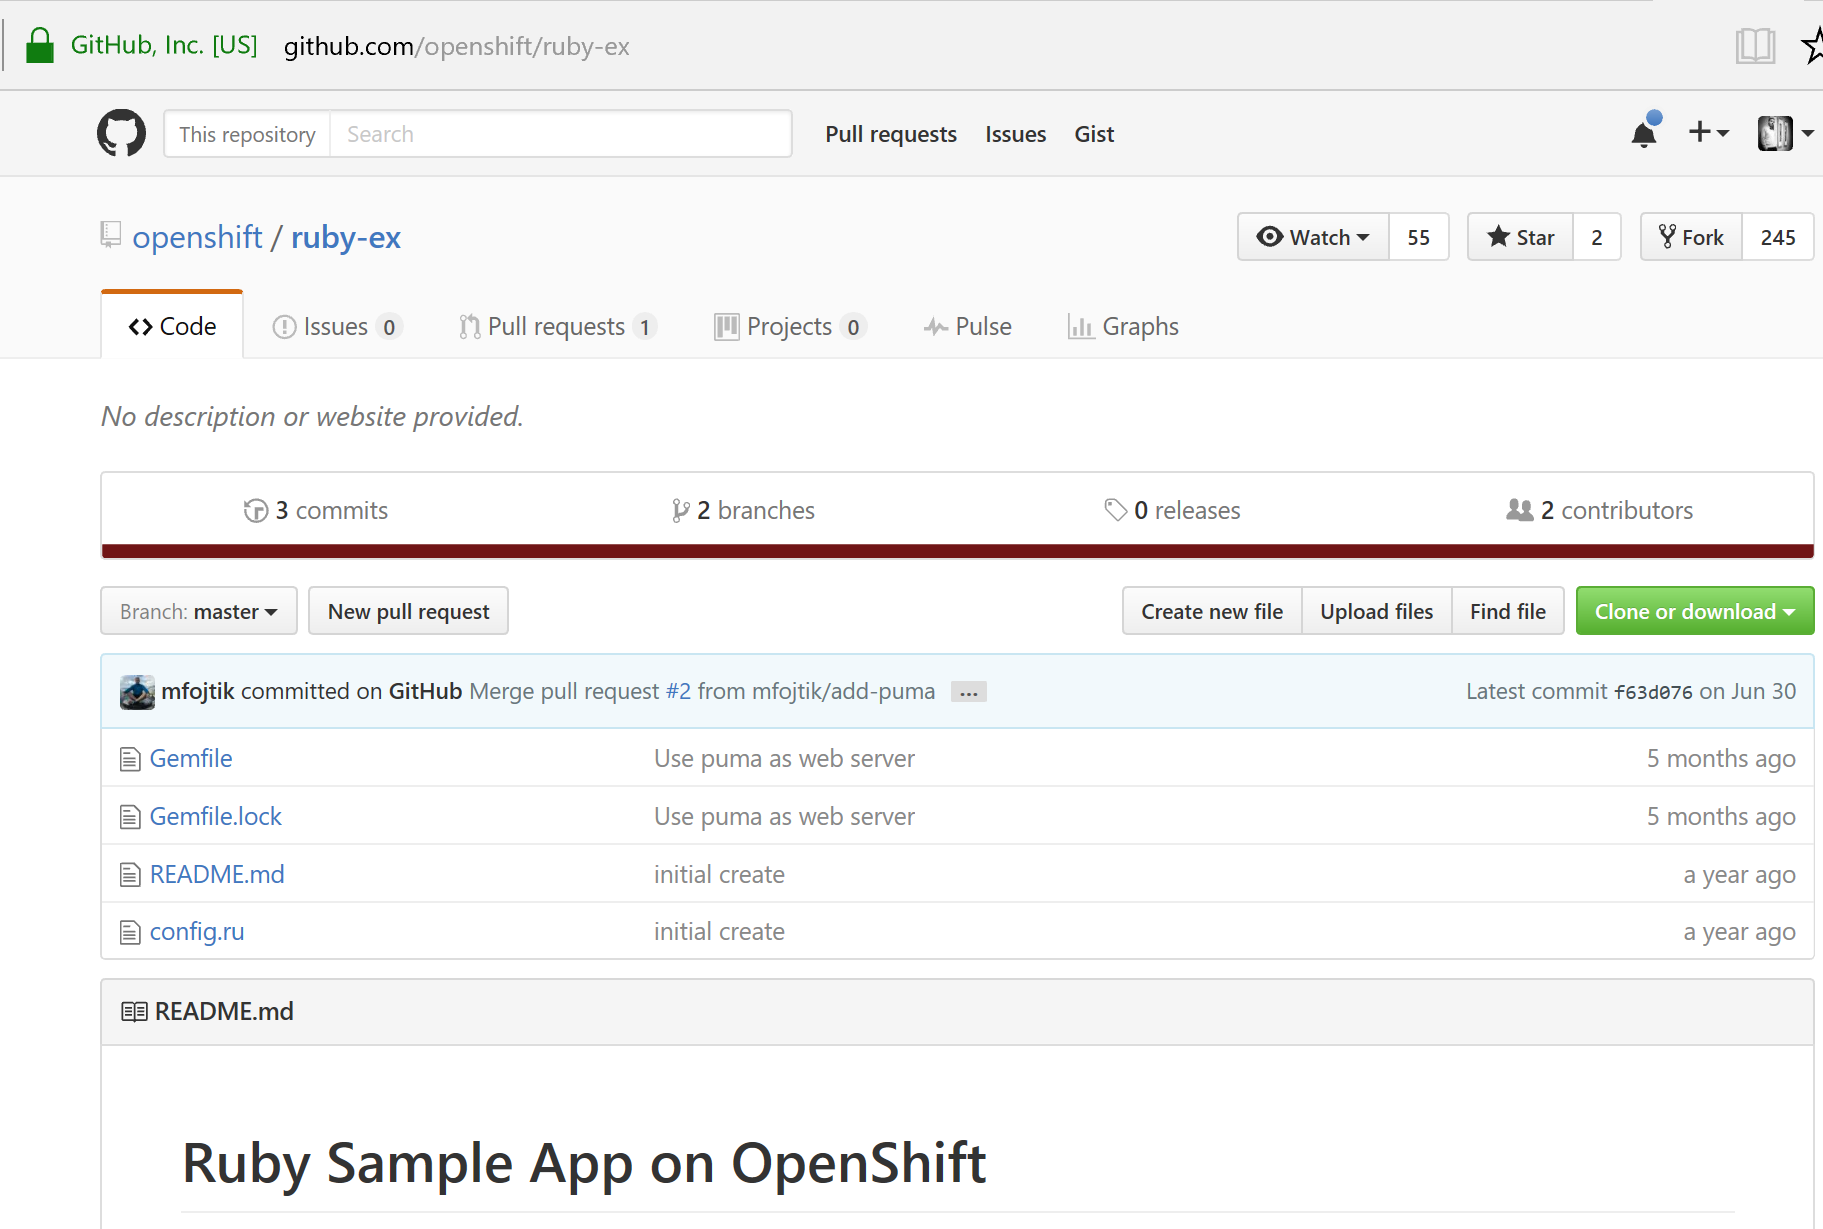 GitHub, Inc. [US] github.com/openshift/ruby-ex
This repository Search Pull requests Issues Gist
openshift / ruby-ex Watch 55 Star 2 Fork 245
Code Issues 0 Pull requests 1 Projects 0 Pulse Graphs
No description or website provided.
3 commits 2 branches 0 releases 2 contributors
Branch: master New pull request Create new file Upload files Find file Clone or download
mfojtik committed on GitHub Merge pull request #2 from mfojtik/add-puma ... Latest commit f63d076 on Jun 30
Gemfile Use puma as web server 5 months ago
Gemfile.lock Use puma as web server 5 months ago
README.md initial create a year ago
config.ru initial create a year ago
README.md
Ruby Sample App on OpenShift